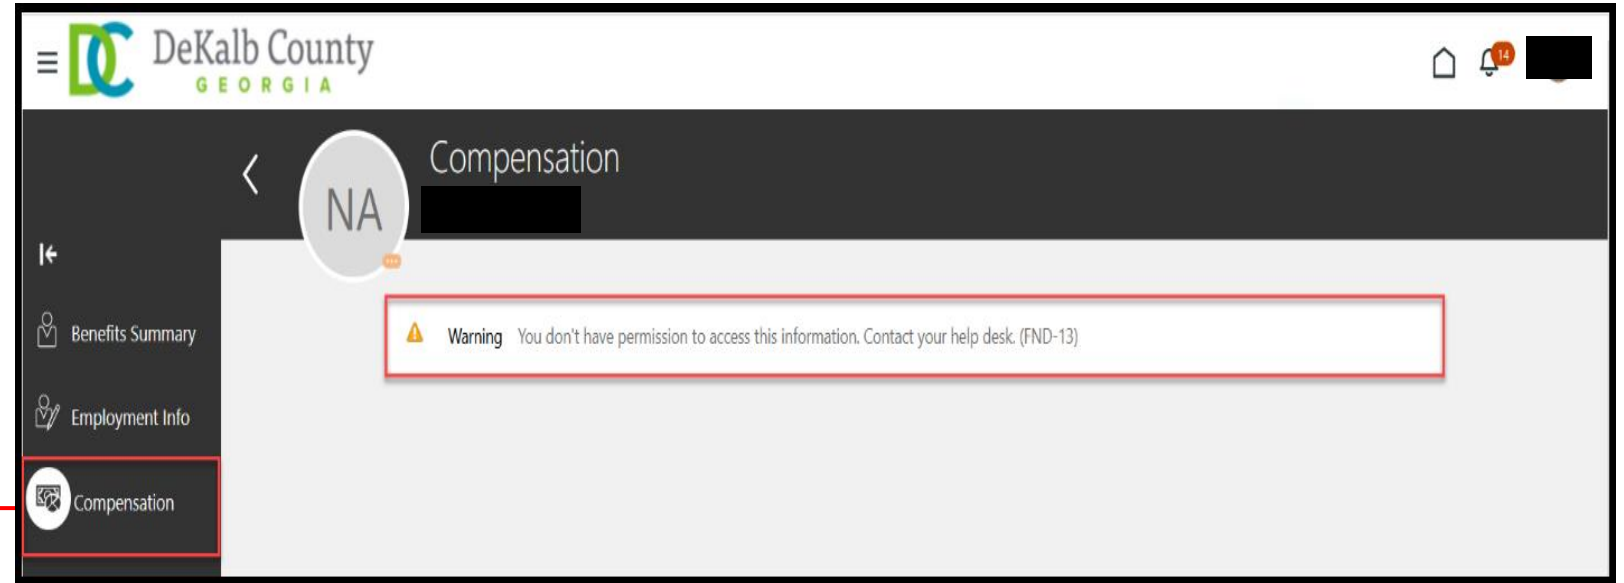 DeKalb County
GEORGIA
14
Compensation
NA
Benefits Summary
Warning You don't have permission to access this information. Contact your help desk. (FND-13)
Employment Info
Compensation